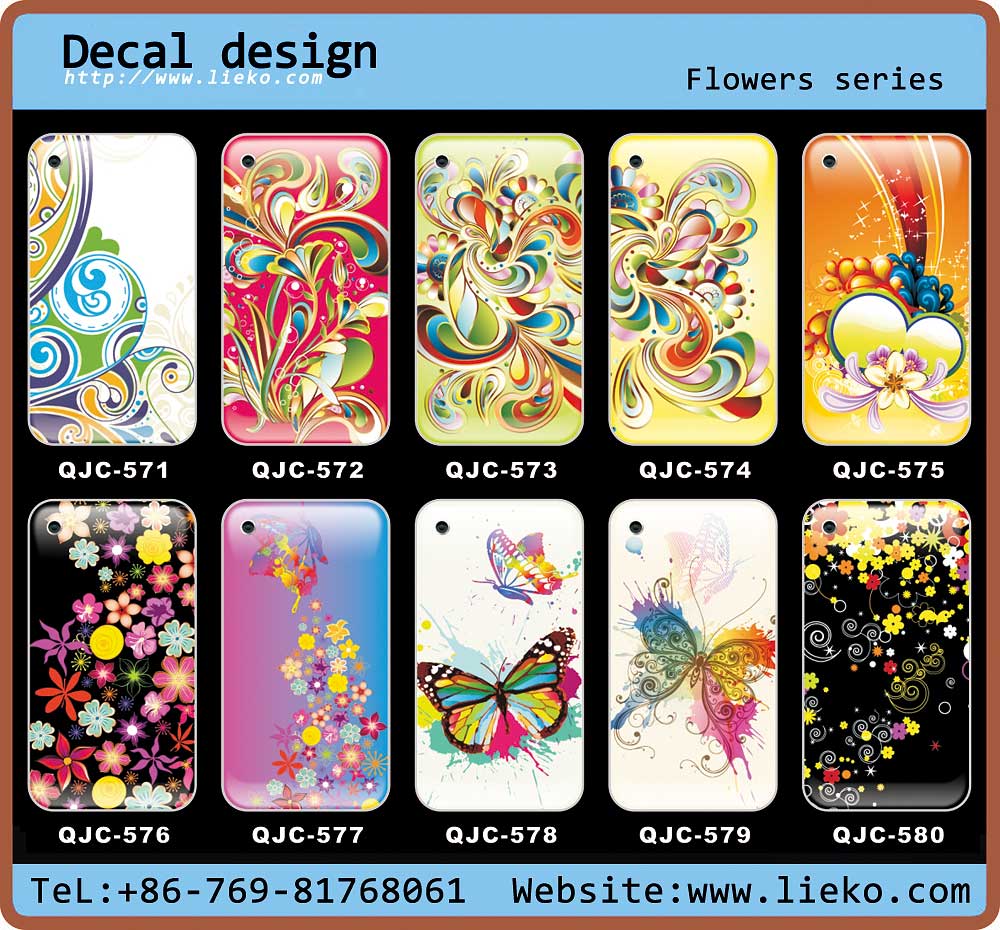 Decal design
http://www.lieko.com
Flowers series
QJC-571 QJC-572 QJC-573 QJC-574 QJC-575
QJC-576 QJC-577 QJC-578 QJC-579 QJC-580
TeL:+86-769-81768061 Website:www.lieko.com